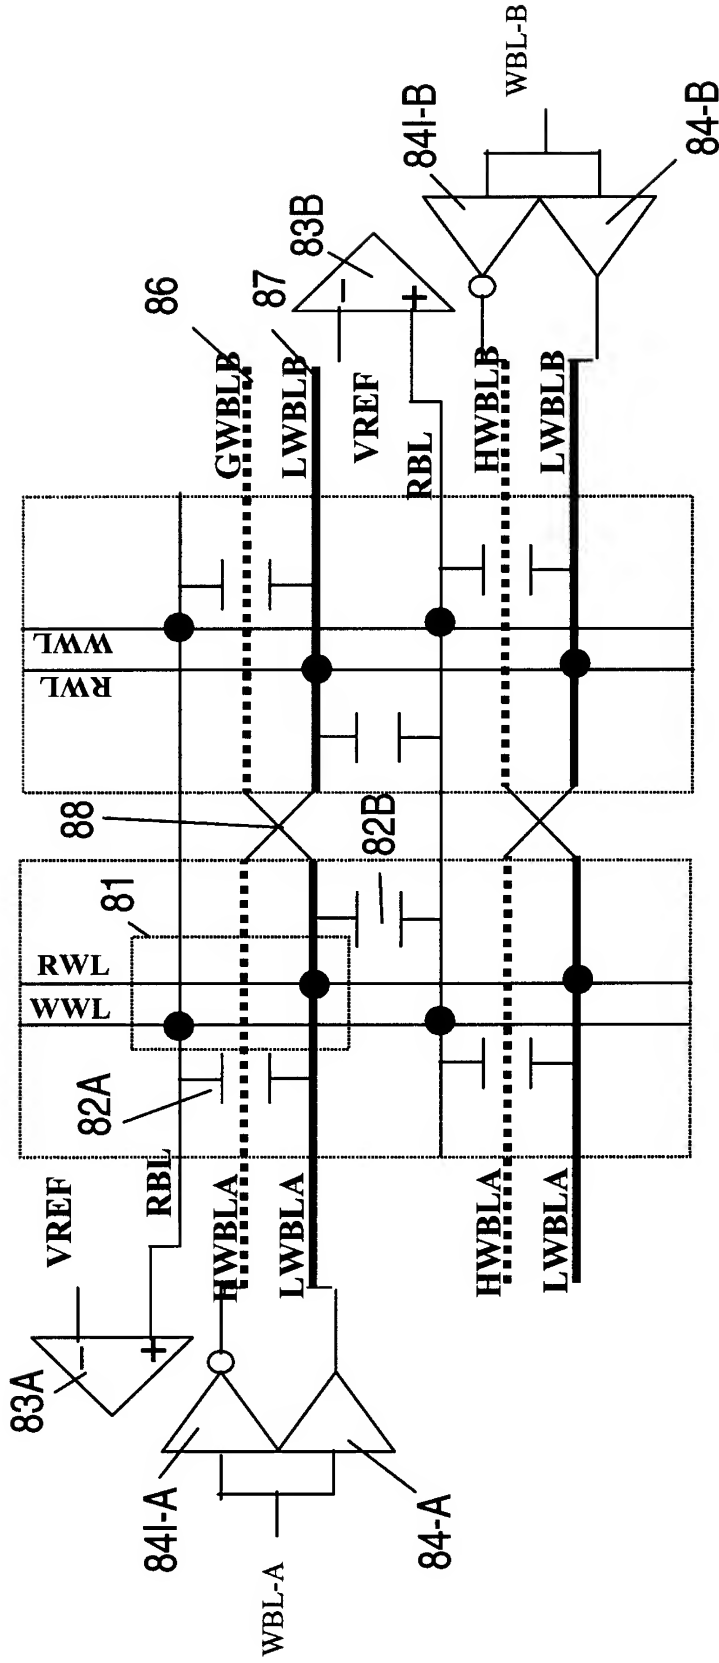 WBL-B
84I-B
84-B
83B
−
+
86
87
GWBLB
LWBLB
VREF
RBL
HWBLB
LWBLB
WWL
RWL
88
82B
81
RWL
WWL
82A
VREF
RBL
HWBLA
LWBLA
HWBLA
LWBLA
83A
−
+
84I-A
84-A
WBL-A